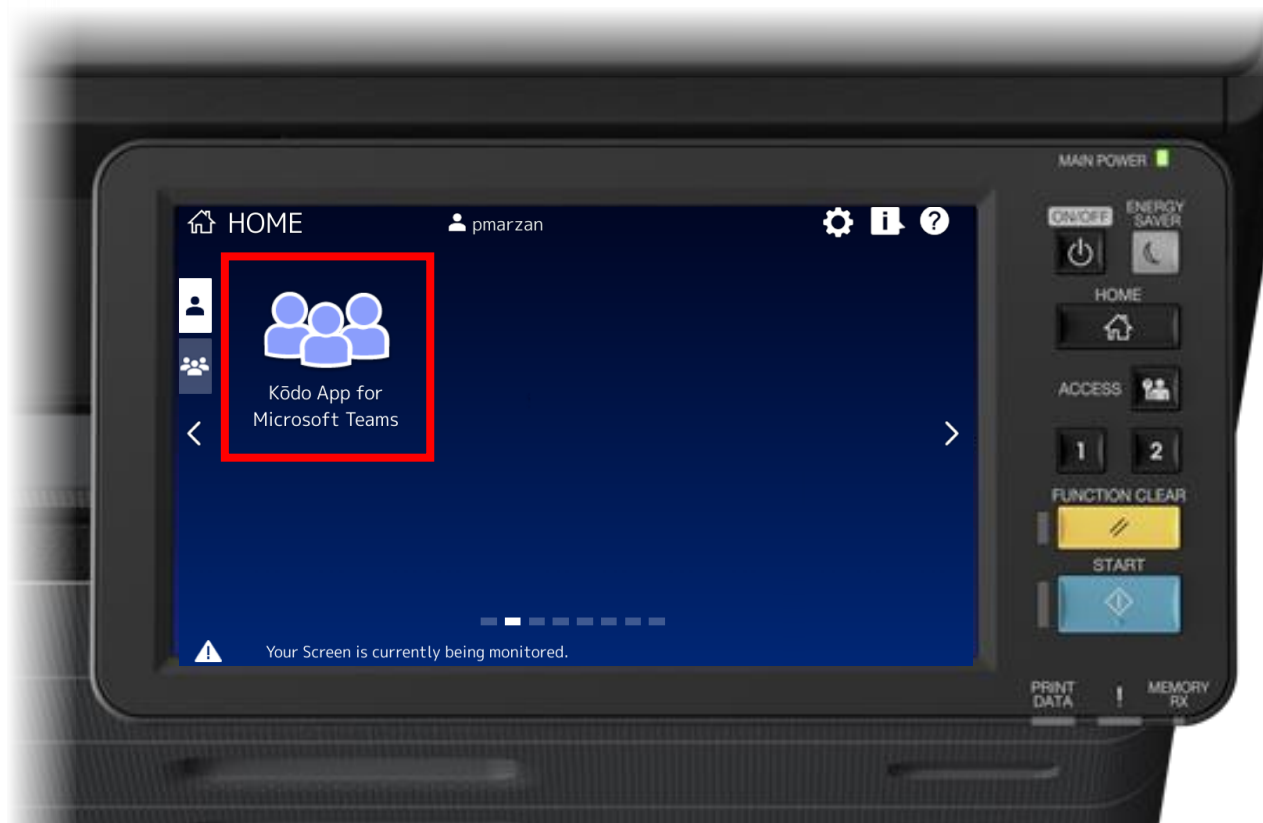 MAIN POWER
HOME
pmarzan
i
?
ON/OFF
ENERGY
SAVER
HOME
Kōdo App for
Microsoft Teams
ACCESS
1
2
FUNCTION CLEAR
START
Your Screen is currently being monitored.
!
PRINT
DATA
!
MEMORY
RX